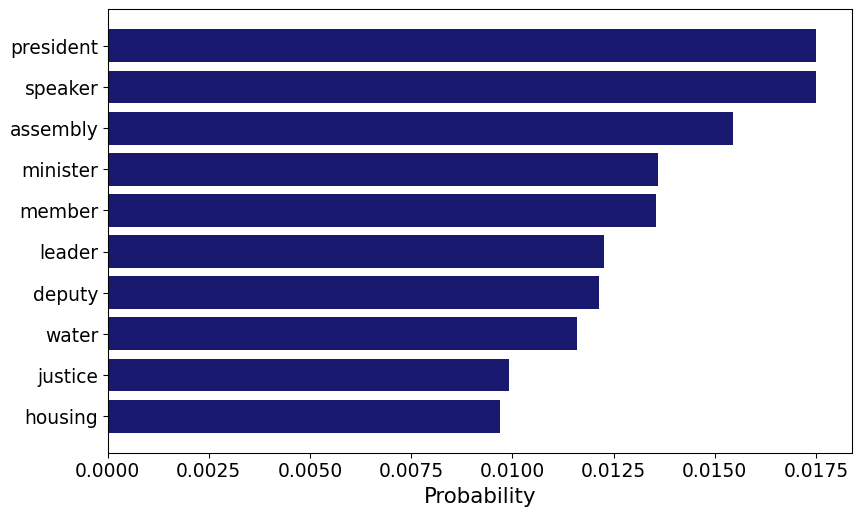 president
speaker
assembly
minister
member
leader
deputy
water
justice
housing
0.0000 0.0025 0.0050 0.0075 0.0100 0.0125 0.0150 0.0175
Probability